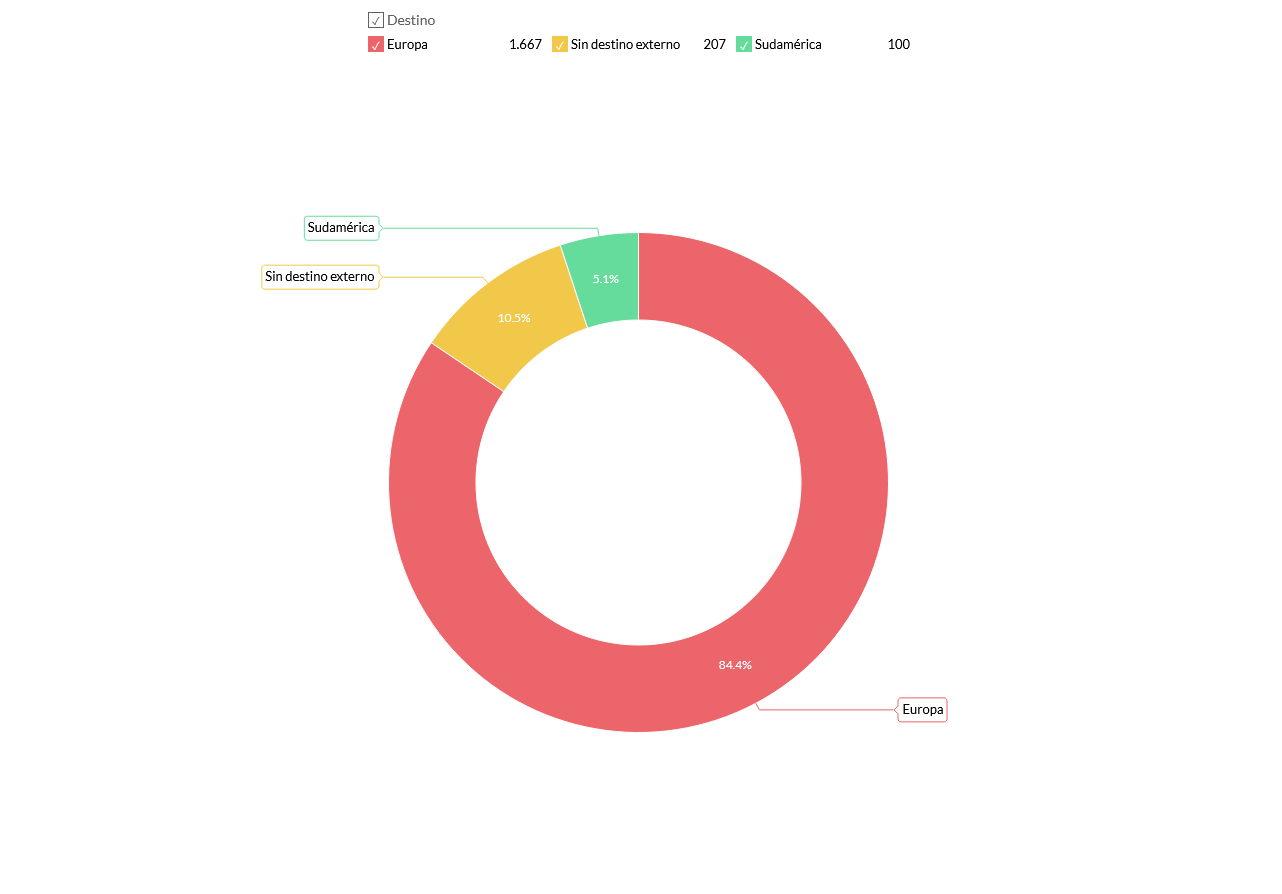 Destino
Europa 1.667 Sin destino externo 207 Sudamérica 100
Sudamérica
Sin destino externo
5.1%
10.5%
84.4%
Europa